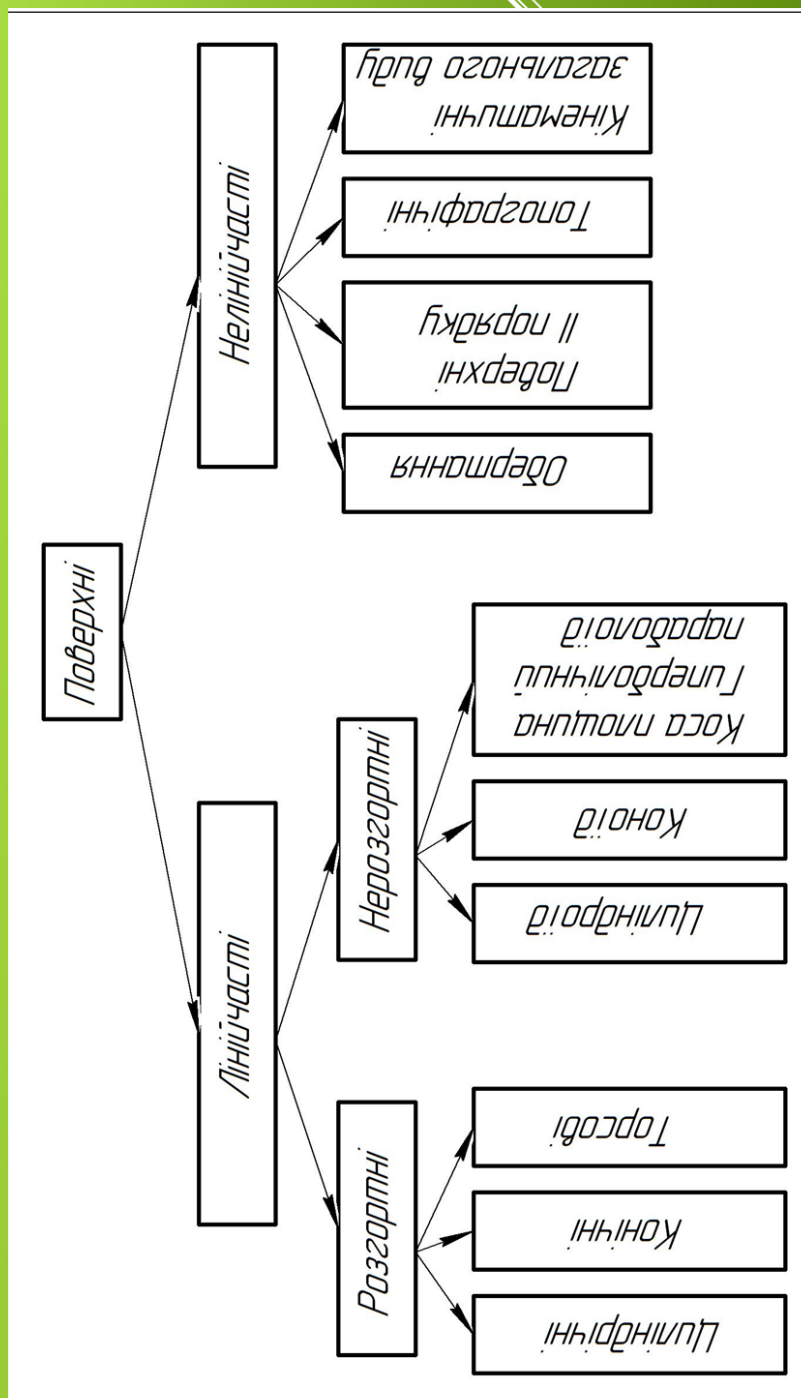 Поверхні
Лінійчасті
Нелінійчасті
Розгортні
Нерозгортні
Циліндрічні
Конічні
Торсові
Циліндроїд
Коноїд
Коса площина
Гиперболічний
параболоїд
Обертання
Поверхні
ІІ порядку
Топографічні
Кінематичні
загального виду